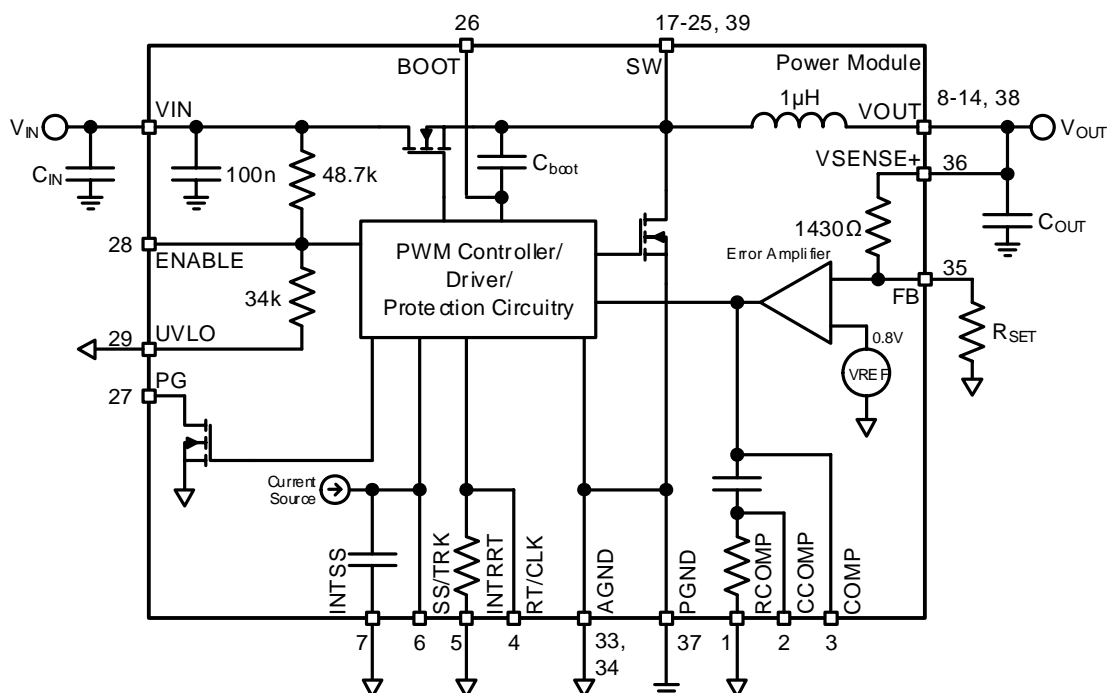 26
17-25, 39
BOOT
SW
Power Module
VIN
1µH
VOUT
8-14, 38
VIN
VOUT
CIN
100n
48.7k
Cboot
VSENSE+
36
1430Ω
COUT
28
ENABLE
PWM Controller/
Driver/
Protection Circuitry
Error Amplifier
35
FB
34k
0.8V
RSET
29
UVLO
VREF
PG
27
Current
Source
INTSS
SS/TRK
INTRRT
RT/CLK
AGND
PGND
RCOMP
CCOMP
COMP
7
6
5
4
33,
34
37
1
2
3